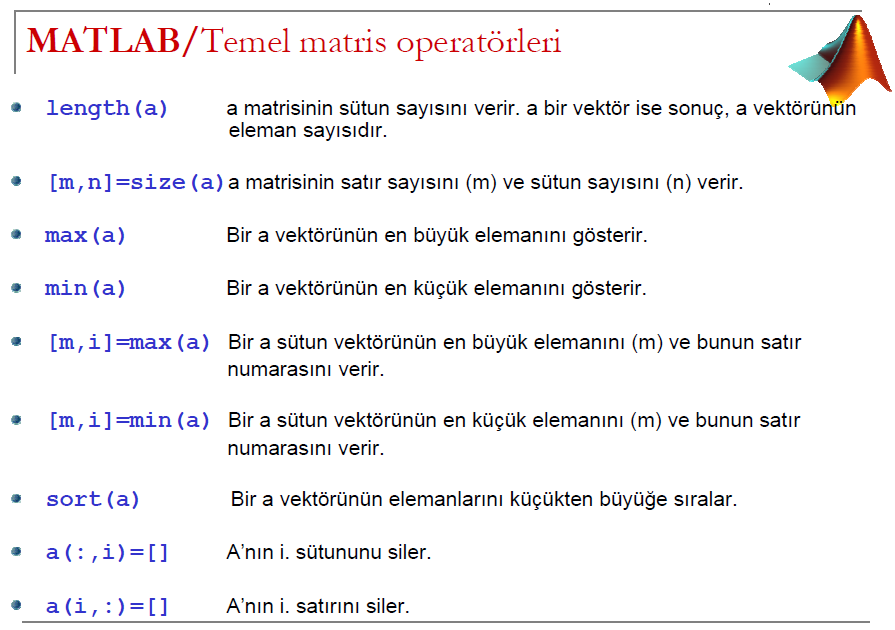 MATLAB/Temel matris operatörleri
length(a) a matrisinin sütun sayısını verir. a bir vektör ise sonuç, a vektörünün
eleman sayısıdır.
[m,n]=size(a) a matrisinin satır sayısını (m) ve sütun sayısını (n) verir.
max(a) Bir a vektörünün en büyük elemanını gösterir.
min(a) Bir a vektörünün en küçük elemanını gösterir.
[m,i]=max(a) Bir a sütun vektörünün en büyük elemanını (m) ve bunun satır
numarasını verir.
[m,i]=min(a) Bir a sütun vektörünün en küçük elemanını (m) ve bunun satır
numarasını verir.
sort(a) Bir a vektörünün elemanlarını küçükten büyüğe sıralar.
a(:,i)=[] A’nın i. sütununu siler.
a(i,:)=[] A’nın i. satırını siler.